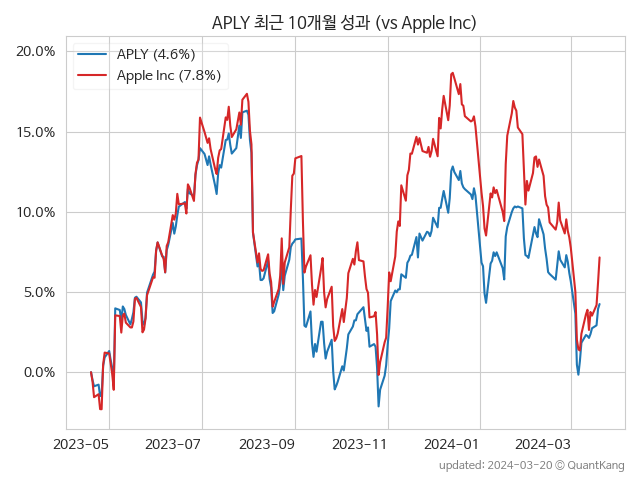 APLY 최근 10개월 성과 (vs Apple Inc)
20.0%
15.0%
10.0%
5.0%
0.0%
APLY (4.6%)
Apple Inc (7.8%)
2023-05
2023-07
2023-09
2023-11
2024-01
2024-03
updated: 2024-03-20 © QuantKang